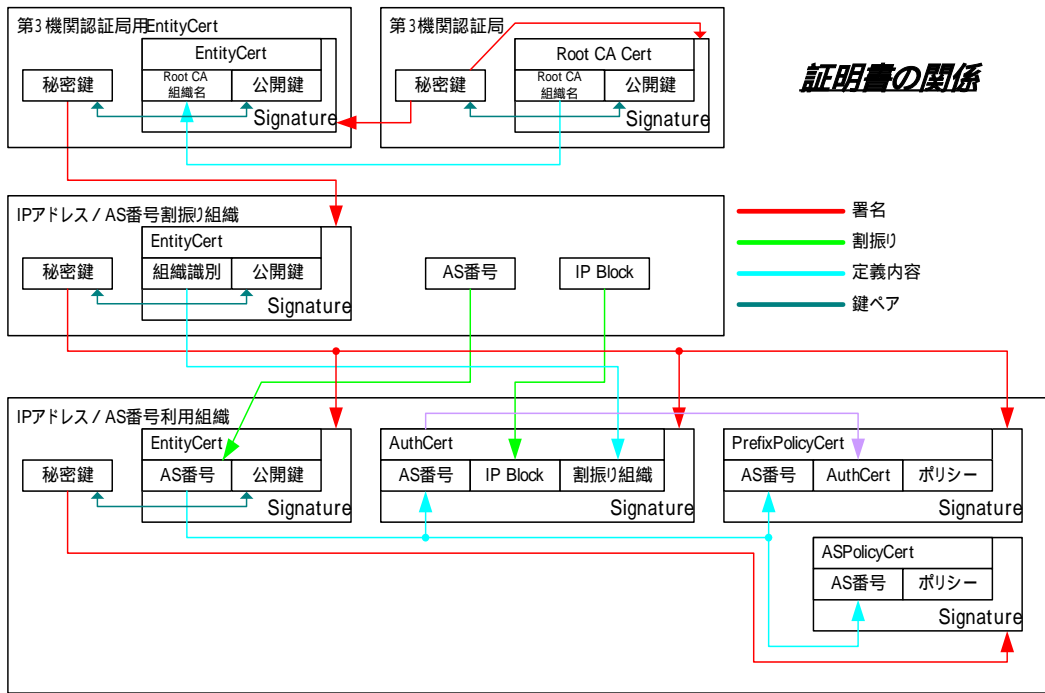 第3機関認証局用EntityCert
EntityCert
秘密鍵
Root CA
組織名
公開鍵
Signature
第3機関認証局
Root CA Cert
秘密鍵
Root CA
組織名
公開鍵
Signature
証明書の関係
IPアドレス / AS番号割振り組織
EntityCert
秘密鍵
組織識別
公開鍵
Signature
AS番号
IP Block
署名
割振り
定義内容
鍵ペア
IPアドレス / AS番号利用組織
EntityCert
秘密鍵
AS番号
公開鍵
Signature
AuthCert
AS番号
IP Block
割振り組織
Signature
PrefixPolicyCert
AS番号
AuthCert
ポリシー
Signature
ASPolicyCert
AS番号
ポリシー
Signature